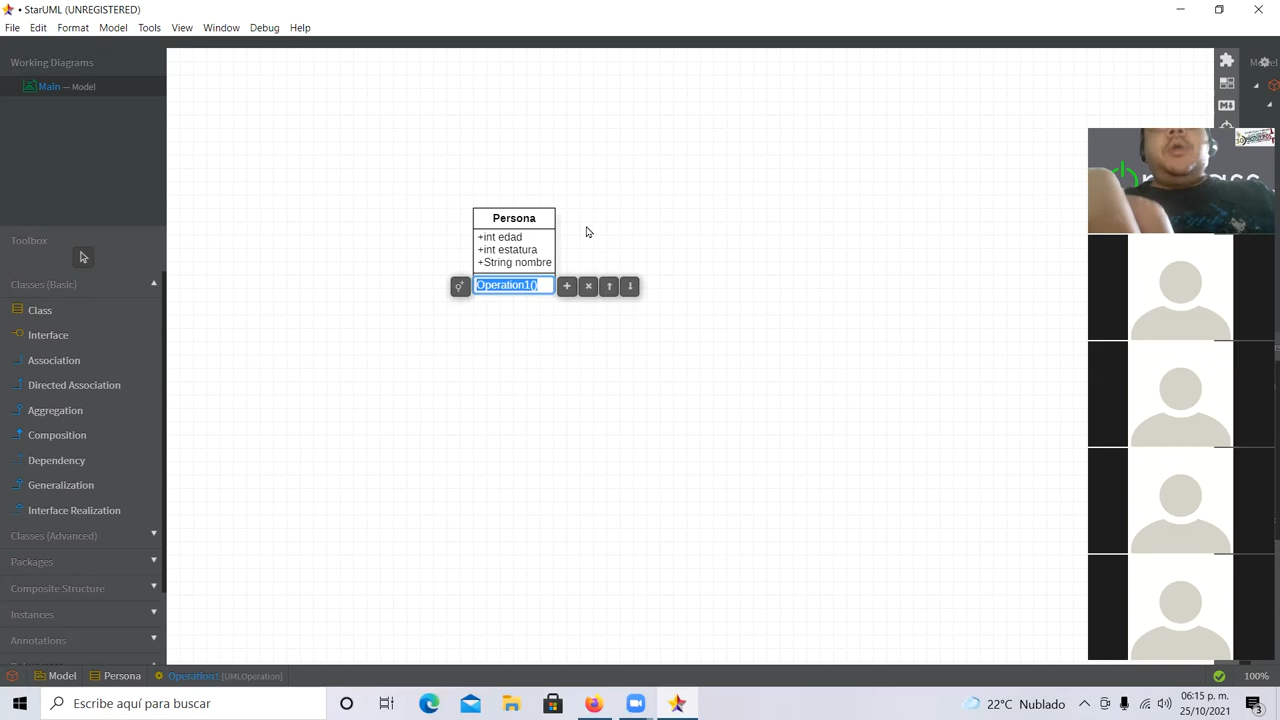 • StarUML (UNREGISTERED)
File Edit Format Model Tools View Window Debug Help
Working Diagrams
Main — Model
Toolbox
Classes (Basic)
Class
Interface
Association
Directed Association
Aggregation
Composition
Dependency
Generalization
Interface Realization
Classes (Advanced)
Packages
Composite Structure
Instances
Annotations
Persona
+int edad
+int estatura
+String nombre
Operation1()
Model
Model Persona Operation1 [UMLOperation]
100%
Escribe aquí para buscar
22°C Nublado
06:15 p. m.
25/10/2021
3